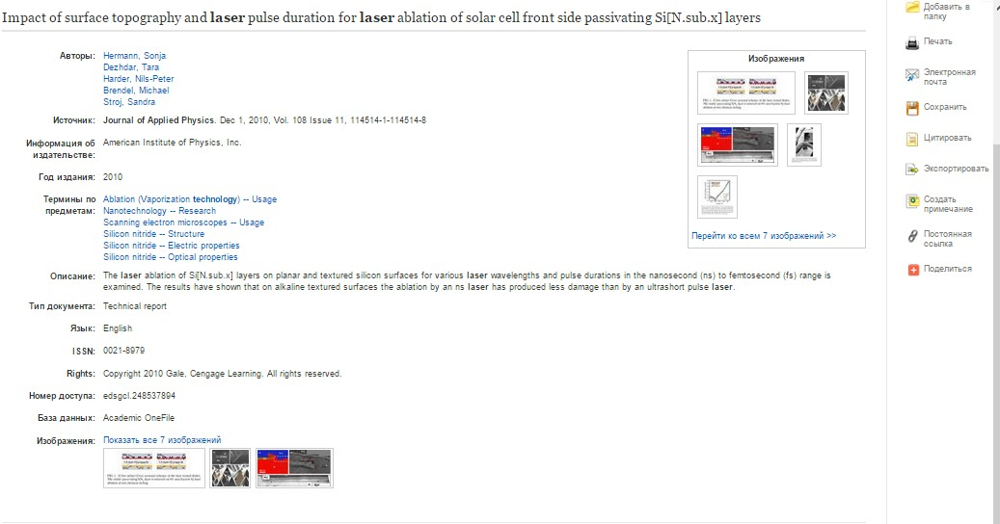 Impact of surface topography and laser pulse duration for laser ablation of solar cell front side passivating Si[N.sub.x] layers
Авторы: Hermann, Sonja
Dezhdar, Tara
Harder, Nils-Peter
Brendel, Michael
Stroj, Sandra
Источник: Journal of Applied Physics. Dec 1, 2010, Vol. 108 Issue 11, 114514-1-114514-8
Информация об издательстве: American Institute of Physics, Inc.
Год издания: 2010
Термины по предметам: Ablation (Vaporization technology) -- Usage
Nanotechnology -- Research
Scanning electron microscopes -- Usage
Silicon nitride -- Structure
Silicon nitride -- Electric properties
Silicon nitride -- Optical properties
Описание: The laser ablation of Si[N.sub.x] layers on planar and textured silicon surfaces for various laser wavelengths and pulse durations in the nanosecond (ns) to femtosecond (fs) range is
examined. The results have shown that on alkaline textured surfaces the ablation by an ns laser has produced less damage than by an ultrashort pulse laser.
Тип документа: Technical report
Язык: English
ISSN: 0021-8979
Rights: Copyright 2010 Gale, Cengage Learning. All rights reserved.
Номер доступа: edsgcl.248537894
База данных: Academic OneFile
Изображения: Показать все 7 изображений
Изображения
Перейти ко всем 7 изображений >>
Добавить в
папку
Печать
Электронная
почта
Сохранить
Цитировать
Экспортировать
Создать
примечание
Постоянная
ссылка
Поделиться